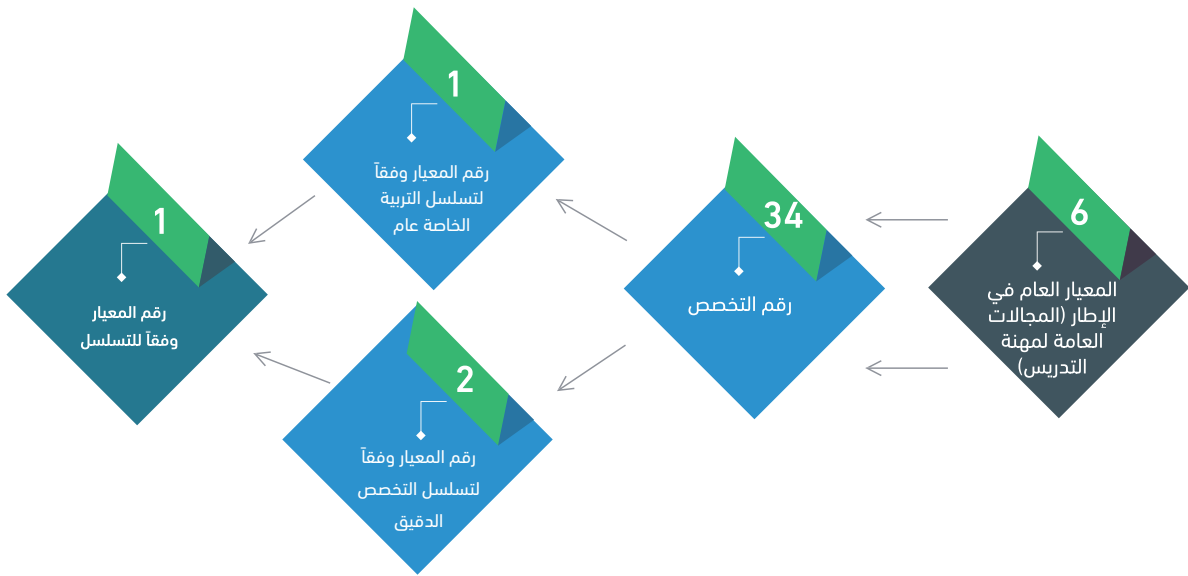 6
المعيار العام في
الإطار (المجالات
العامة لمهنة
التدريس)
34
رقم التخصص
1
رقم المعيار وفقاً
لتسلسل التربية
الخاصة عام
2
رقم المعيار وفقاً
لتسلسل التخصص
الدقيق
1
رقم المعيار
وفقاً للتسلسل